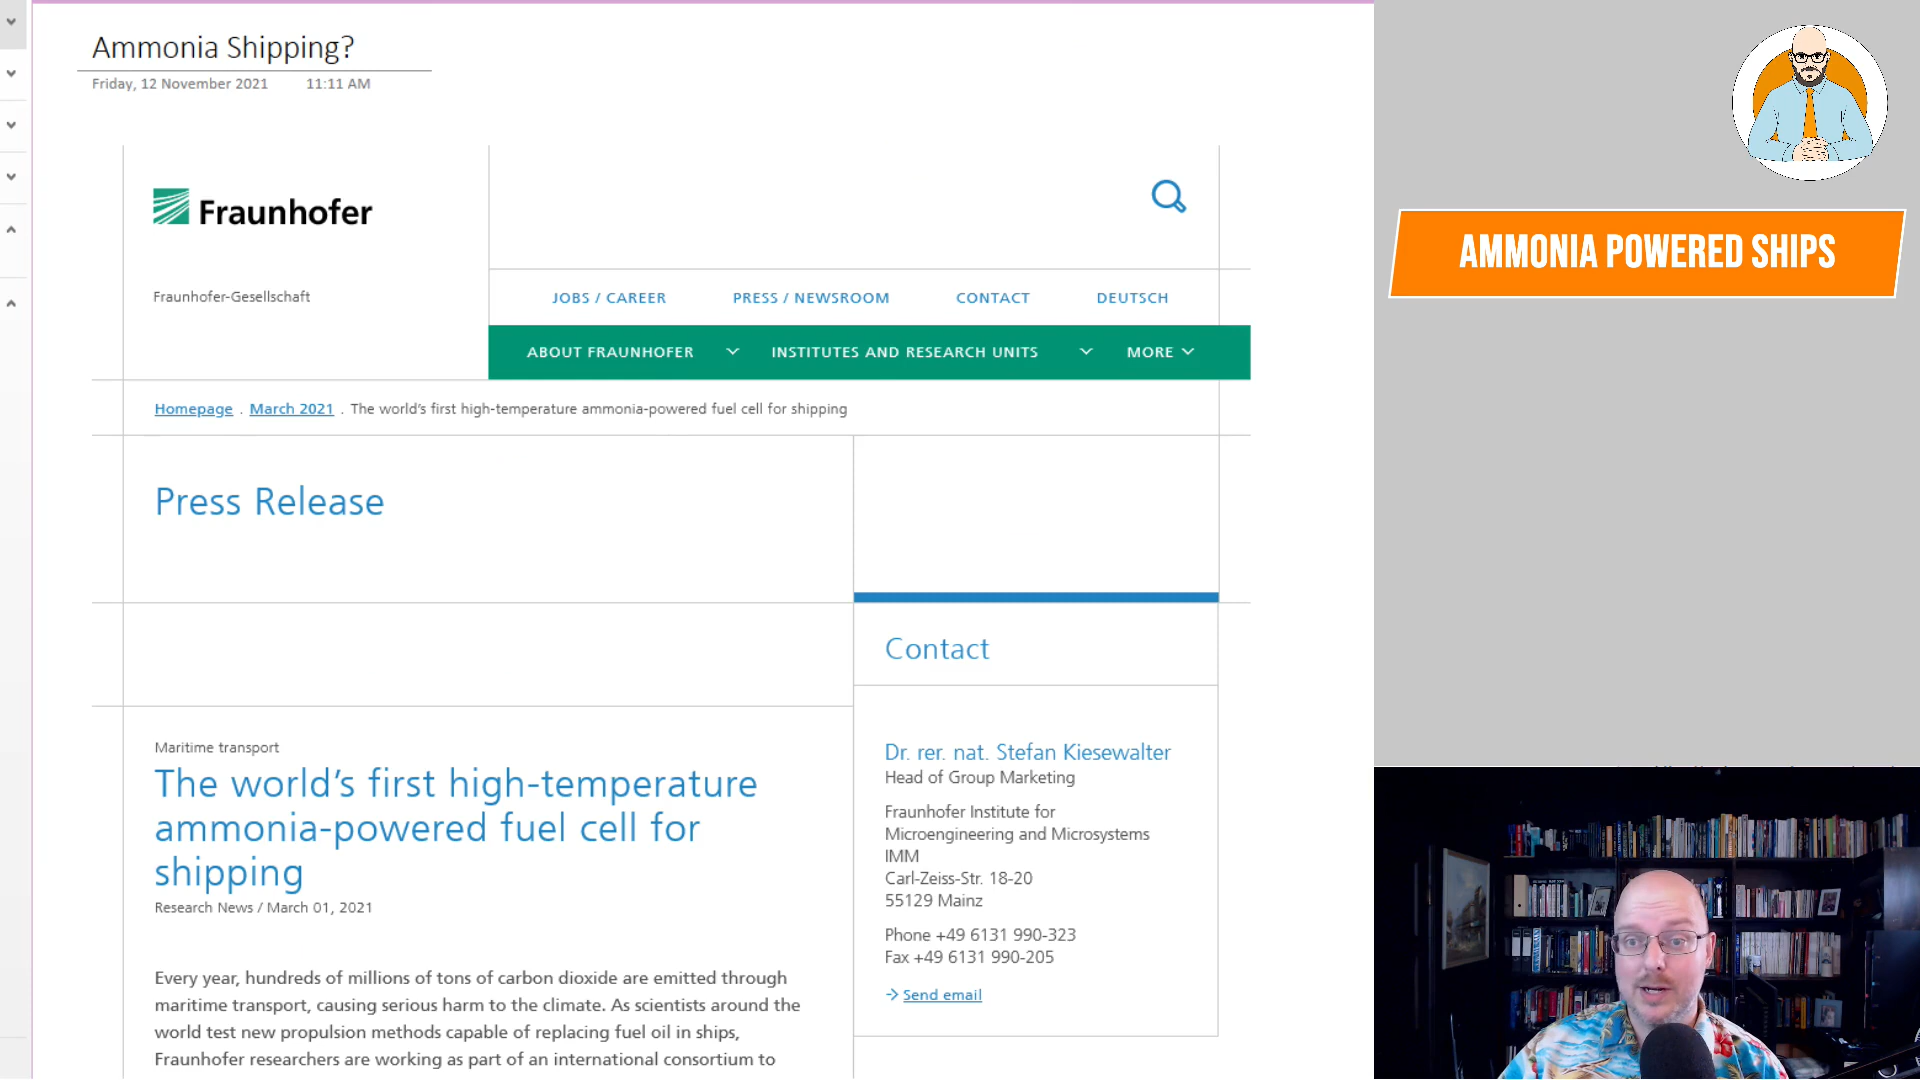 Ammonia Shipping?
Friday, 12 November 2021 11:11 AM
Fraunhofer
Fraunhofer-Gesellschaft
JOBS / CAREER PRESS / NEWSROOM CONTACT DEUTSCH
ABOUT FRAUNHOFER INSTITUTES AND RESEARCH UNITS MORE
Homepage . March 2021 . The world's first high-temperature ammonia-powered fuel cell for shipping
Press Release
Maritime transport
The world's first high-temperature
ammonia-powered fuel cell for
shipping
Research News / March 01, 2021
Every year, hundreds of millions of tons of carbon dioxide are emitted through
maritime transport, causing serious harm to the climate. As scientists around the
world test new propulsion methods capable of replacing fuel oil in ships,
Fraunhofer researchers are working as part of an international consortium to
Contact
Dr. rer. nat. Stefan Kiesewalter
Head of Group Marketing
Fraunhofer Institute for
Microengineering and Microsystems
IMM
Carl-Zeiss-Str. 18-20
55129 Mainz
Phone +49 6131 990-323
Fax +49 6131 990-205
Send email
AMMONIA POWERED SHIPS